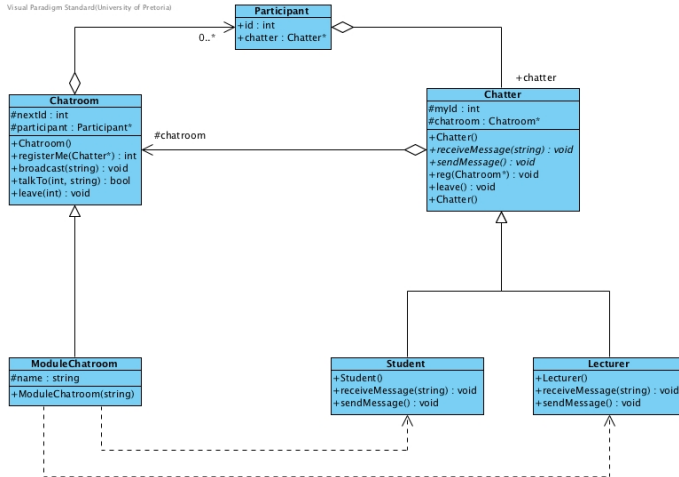 Visual Paradigm Standard(University of Pretoria)
Participant
+id : int
+chatter : Chatter*
0..*
+chatter
Chatroom
#nextId : int
#participant : Participant*
+Chatroom()
+registerMe(Chatter*) : int
+broadcast(string) : void
+talkTo(int, string) : bool
+leave(int) : void
#chatroom
Chatter
#myId : int
#chatroom : Chatroom*
+Chatter()
+receiveMessage(string) : void
+sendMessage() : void
+reg(Chatroom*) : void
+leave() : void
+Chatter()
ModuleChatroom
#name : string
+ModuleChatroom(string)
Student
+Student()
+receiveMessage(string) : void
+sendMessage() : void
Lecturer
+Lecturer()
+receiveMessage(string) : void
+sendMessage() : void